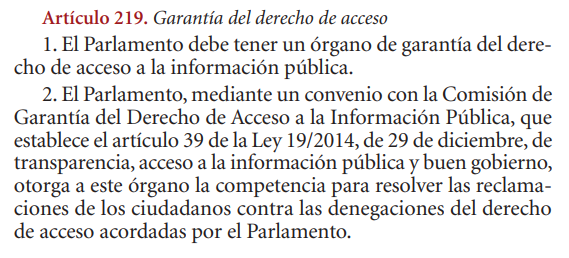 Artículo 219. Garantía del derecho de acceso
1. El Parlamento debe tener un órgano de garantía del dere-
cho de acceso a la información pública.
2. El Parlamento, mediante un convenio con la Comisión de
Garantía del Derecho de Acceso a la Información Pública, que
establece el artículo 39 de la Ley 19/2014, de 29 de diciembre, de
transparencia, acceso a la información pública y buen gobierno,
otorga a este órgano la competencia para resolver las reclama-
ciones de los ciudadanos contra las denegaciones del derecho
de acceso acordadas por el Parlamento.